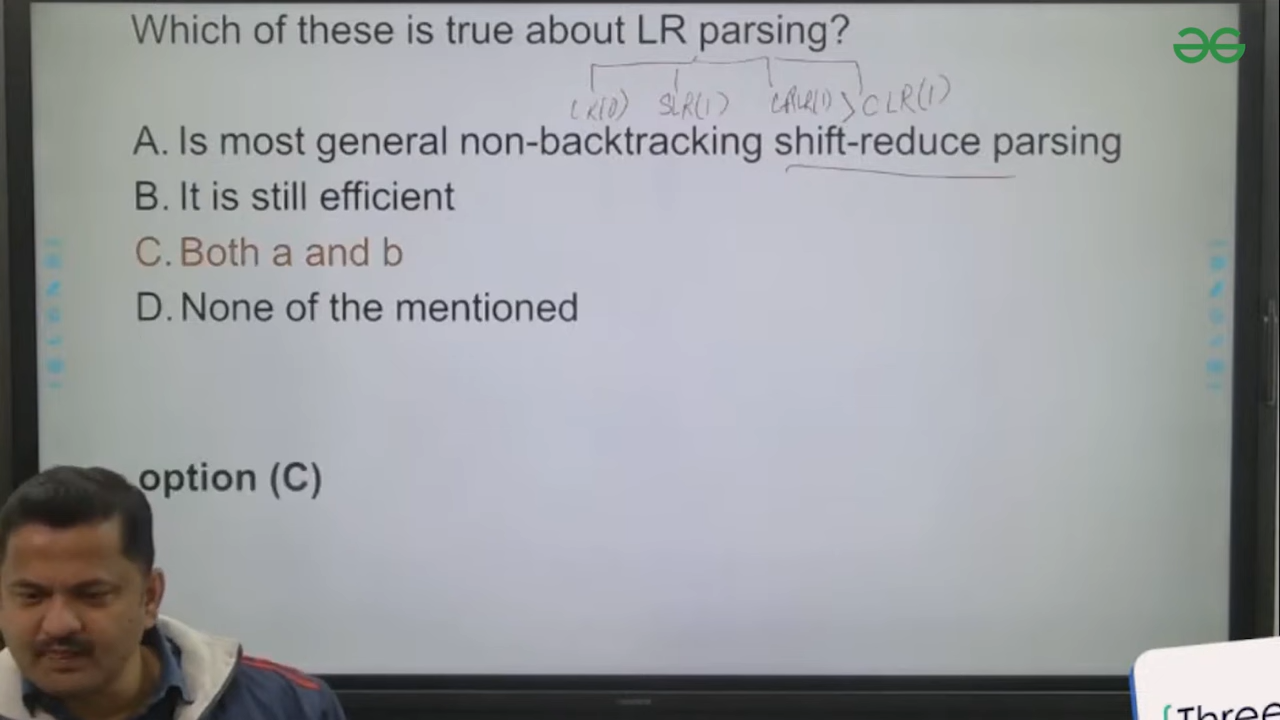 Which of these is true about LR parsing?
LR(0) SLR(1) LALR(1) CLR(1)
A. Is most general non-backtracking shift-reduce parsing
B. It is still efficient
C. Both a and b
D. None of the mentioned
option (C)
{Three